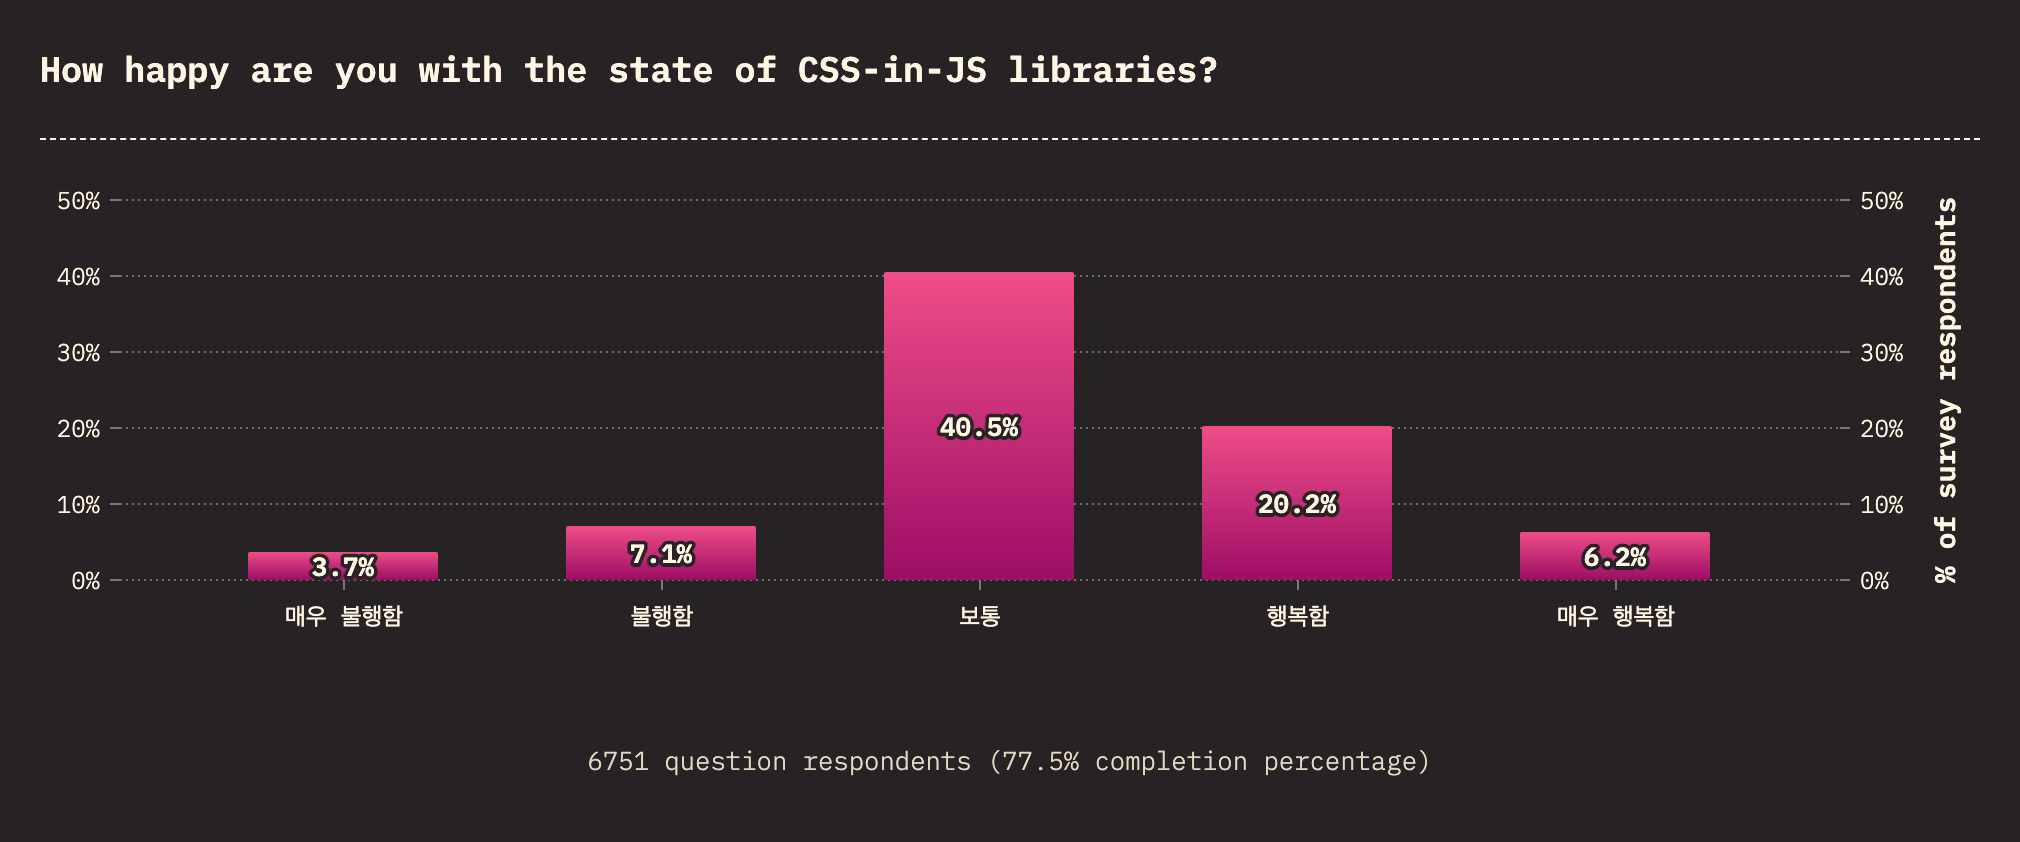 How happy are you with the state of CSS-in-JS libraries?
50% 50%
40% 40%
30% 30%
20% 20%
10% 10%
0% 0%
% of survey respondents
3.7% 7.1% 40.5% 20.2% 6.2%
매우 불행함 불행함 보통 행복함 매우 행복함
6751 question respondents (77.5% completion percentage)